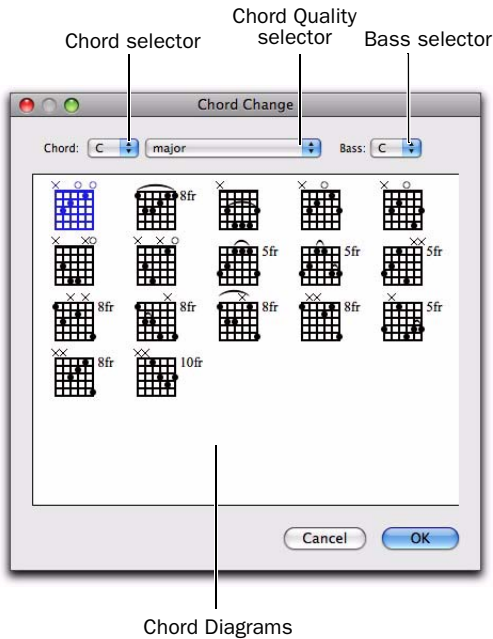 Chord Quality
Chord selector
selector
Bass selector
Chord Change
Chord: C major Bass: C
8fr
5fr 5fr 5fr
8fr 8fr 8fr 8fr 5fr
8fr 10fr
Cancel OK
Chord Diagrams